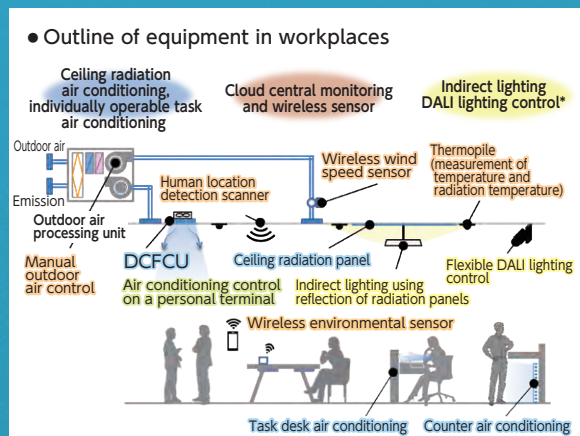 ● Outline of equipment in workplaces
Ceiling radiation
air conditioning,
individually operable task
air conditioning
Cloud central monitoring
and wireless sensor
Indirect lighting
DALI lighting control*
Outdoor air
Emission
Outdoor air
processing unit
Manual
outdoor
air control
Human location
detection scanner
Wireless wind
speed sensor
Thermopile
(measurement of
temperature and
radiation temperature)
DCFCU
Air conditioning control
on a personal terminal
Ceiling radiation panel
Indirect lighting using
reflection of radiation panels
Flexible DALI lighting
control
Wireless environmental sensor
Task desk air conditioning
Counter air conditioning